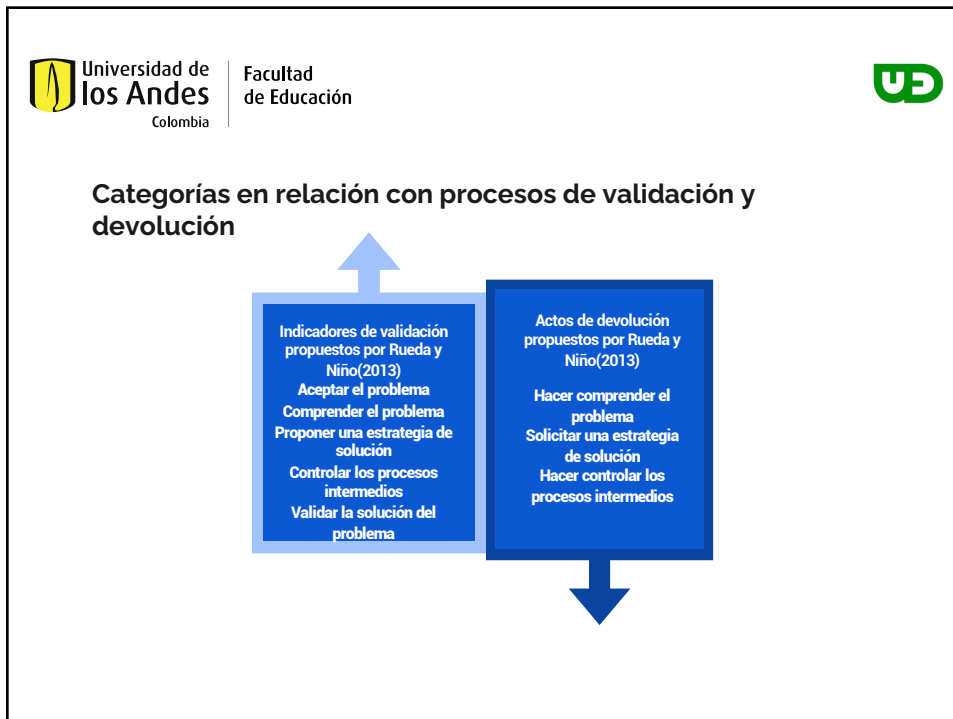 Universidad de
los Andes
Colombia
Facultad
de Educación
UD
Categorías en relación con procesos de validación y
devolución
Indicadores de validación
propuestos por Rueda y
Niño(2013)
Aceptar el problema
Comprender el problema
Proponer una estrategia de
solución
Controlar los procesos
intermedios
Validar la solución del
problema
Actos de devolución
propuestos por Rueda y
Niño(2013)
Hacer comprender el
problema
Solicitar una estrategia
de solución
Hacer controlar los
procesos intermedios